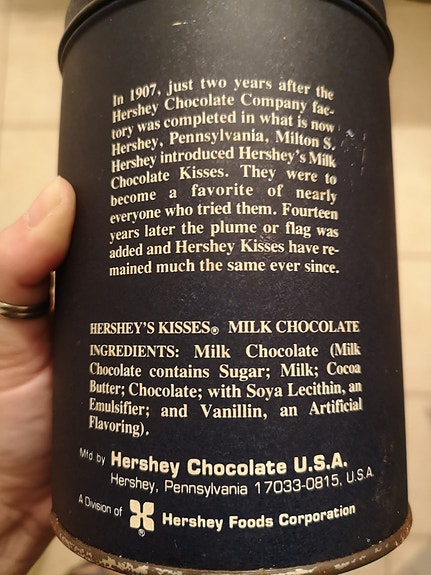 In 1907, just two years after the
Hershey Chocolate Company fac-
tory was completed in what is now
Hershey, Pennsylvania, Milton S.
Hershey introduced Hershey's Milk
Chocolate Kisses. They were to
become a favorite of nearly
everyone who tried them. Fourteen
years later the plume or flag was
added and Hershey Kisses have re-
mained much the same ever since.
HERSHEY'S KISSES® MILK CHOCOLATE
INGREDIENTS: Milk Chocolate (Milk
Chocolate contains Sugar; Milk; Cocoa
Butter; Chocolate; with Soya Lecithin, an
Emulsifier; and Vanillin, an Artificial
Flavoring).
Mfd by Hershey Chocolate U.S.A.
Hershey, Pennsylvania 17033-0815, U.S.A.
A Division of ® Hershey Foods Corporation